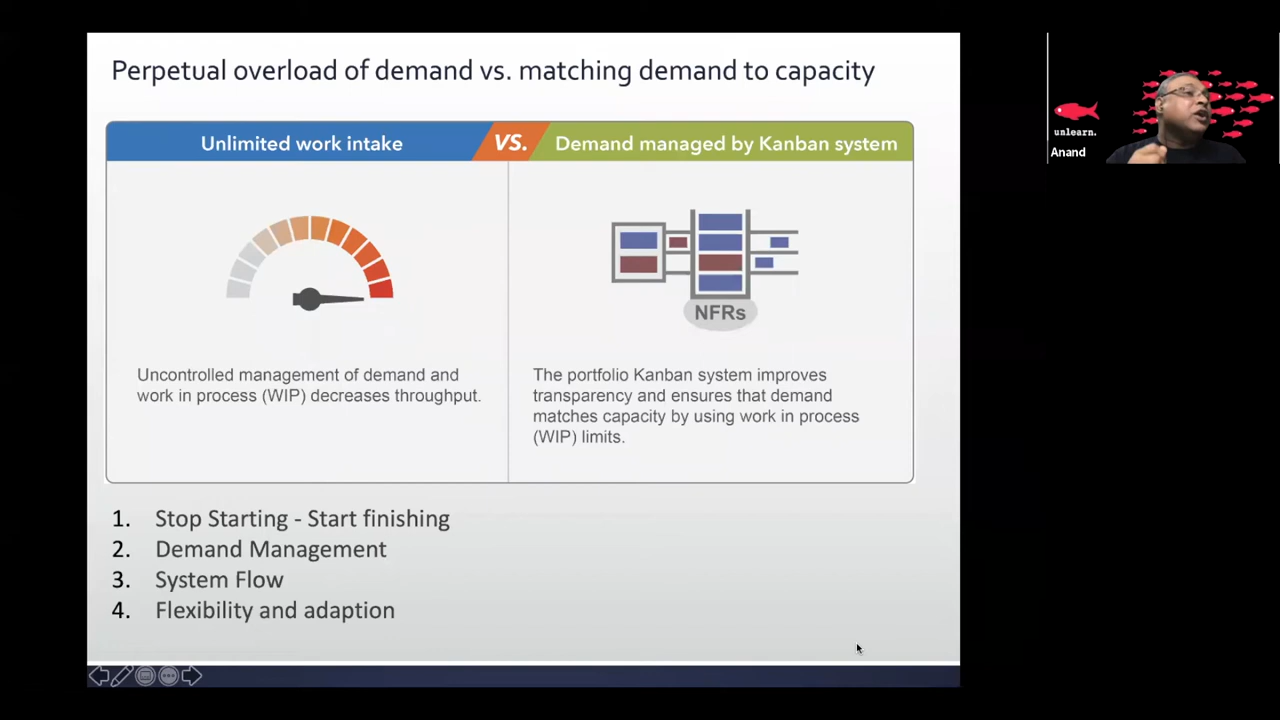 Perpetual overload of demand vs. matching demand to capacity
Unlimited work intake
VS.
Demand managed by Kanban system
NFRs
Uncontrolled management of demand and
work in process (WIP) decreases throughput.
The portfolio Kanban system improves
transparency and ensures that demand
matches capacity by using work in process
(WIP) limits.
1. Stop Starting - Start finishing
2. Demand Management
3. System Flow
4. Flexibility and adaption
unlearn.
Anand